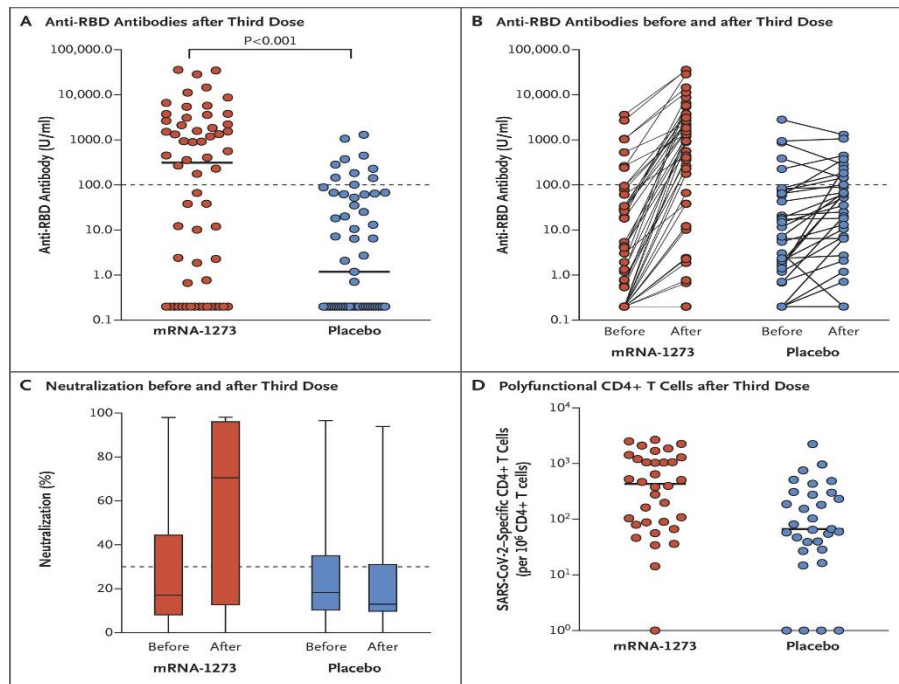 A Anti-RBD Antibodies after Third Dose
P<0.001
Anti-RBD Antibody (U/ml)
100,000.0
10,000.0
1000.0
100.0
10.0
1.0
0.1
mRNA-1273
Placebo
B Anti-RBD Antibodies before and after Third Dose
Anti-RBD Antibody (U/ml)
100,000.0
10,000.0
1000.0
100.0
10.0
1.0
0.1
Before After Before After
mRNA-1273 Placebo
C Neutralization before and after Third Dose
Neutralization (%)
100
80
60
40
20
0
Before After Before After
mRNA-1273 Placebo
D Polyfunctional CD4+ T Cells after Third Dose
SARS-CoV-2–Specific CD4+ T Cells
(per 10⁶ CD4+ T cells)
10⁴
10³
10²
10¹
10⁰
mRNA-1273 Placebo